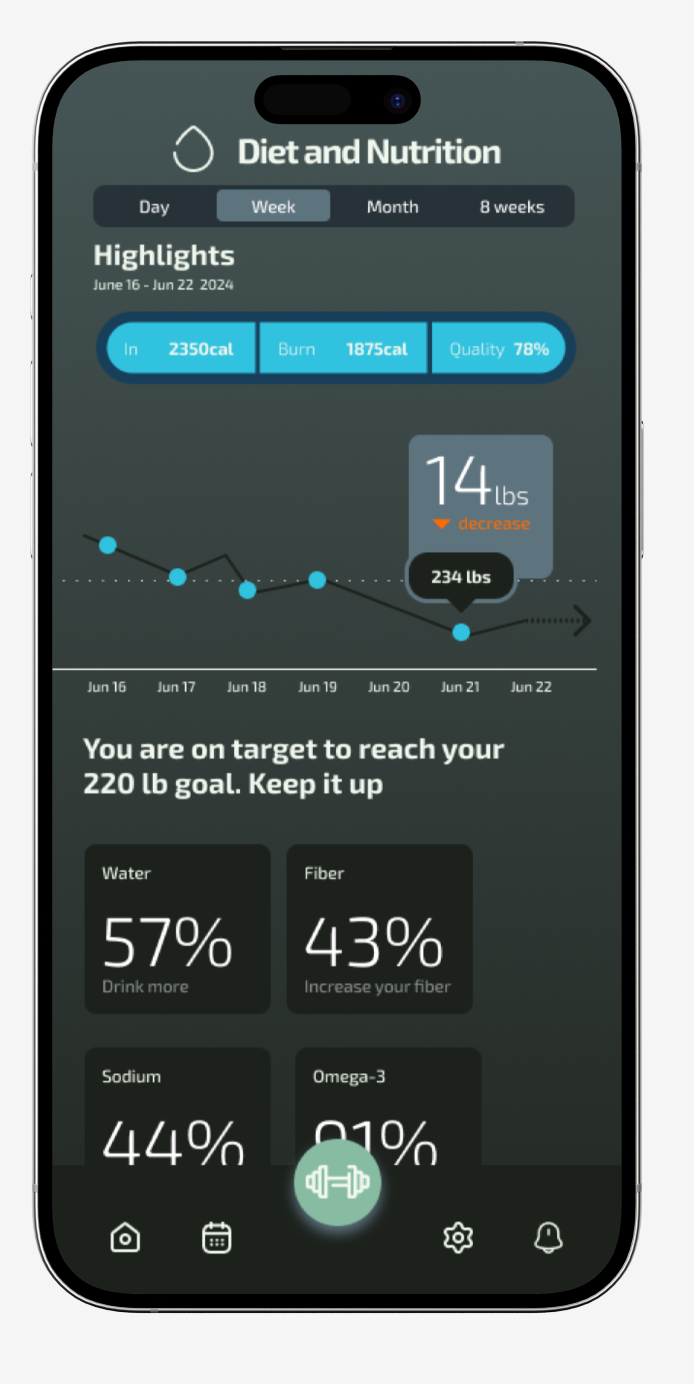 Diet and Nutrition
Day Week Month 8 weeks
Highlights
June 16 - Jun 22 2024
In 2350cal Burn 1875cal Quality 78%
14lbs
decrease
234 lbs
Jun 16 Jun 17 Jun 18 Jun 19 Jun 20 Jun 21 Jun 22
You are on target to reach your
220 lb goal. Keep it up
Water Fiber
57% 43%
Drink more Increase your fiber
Sodium Omega-3
44% 91%